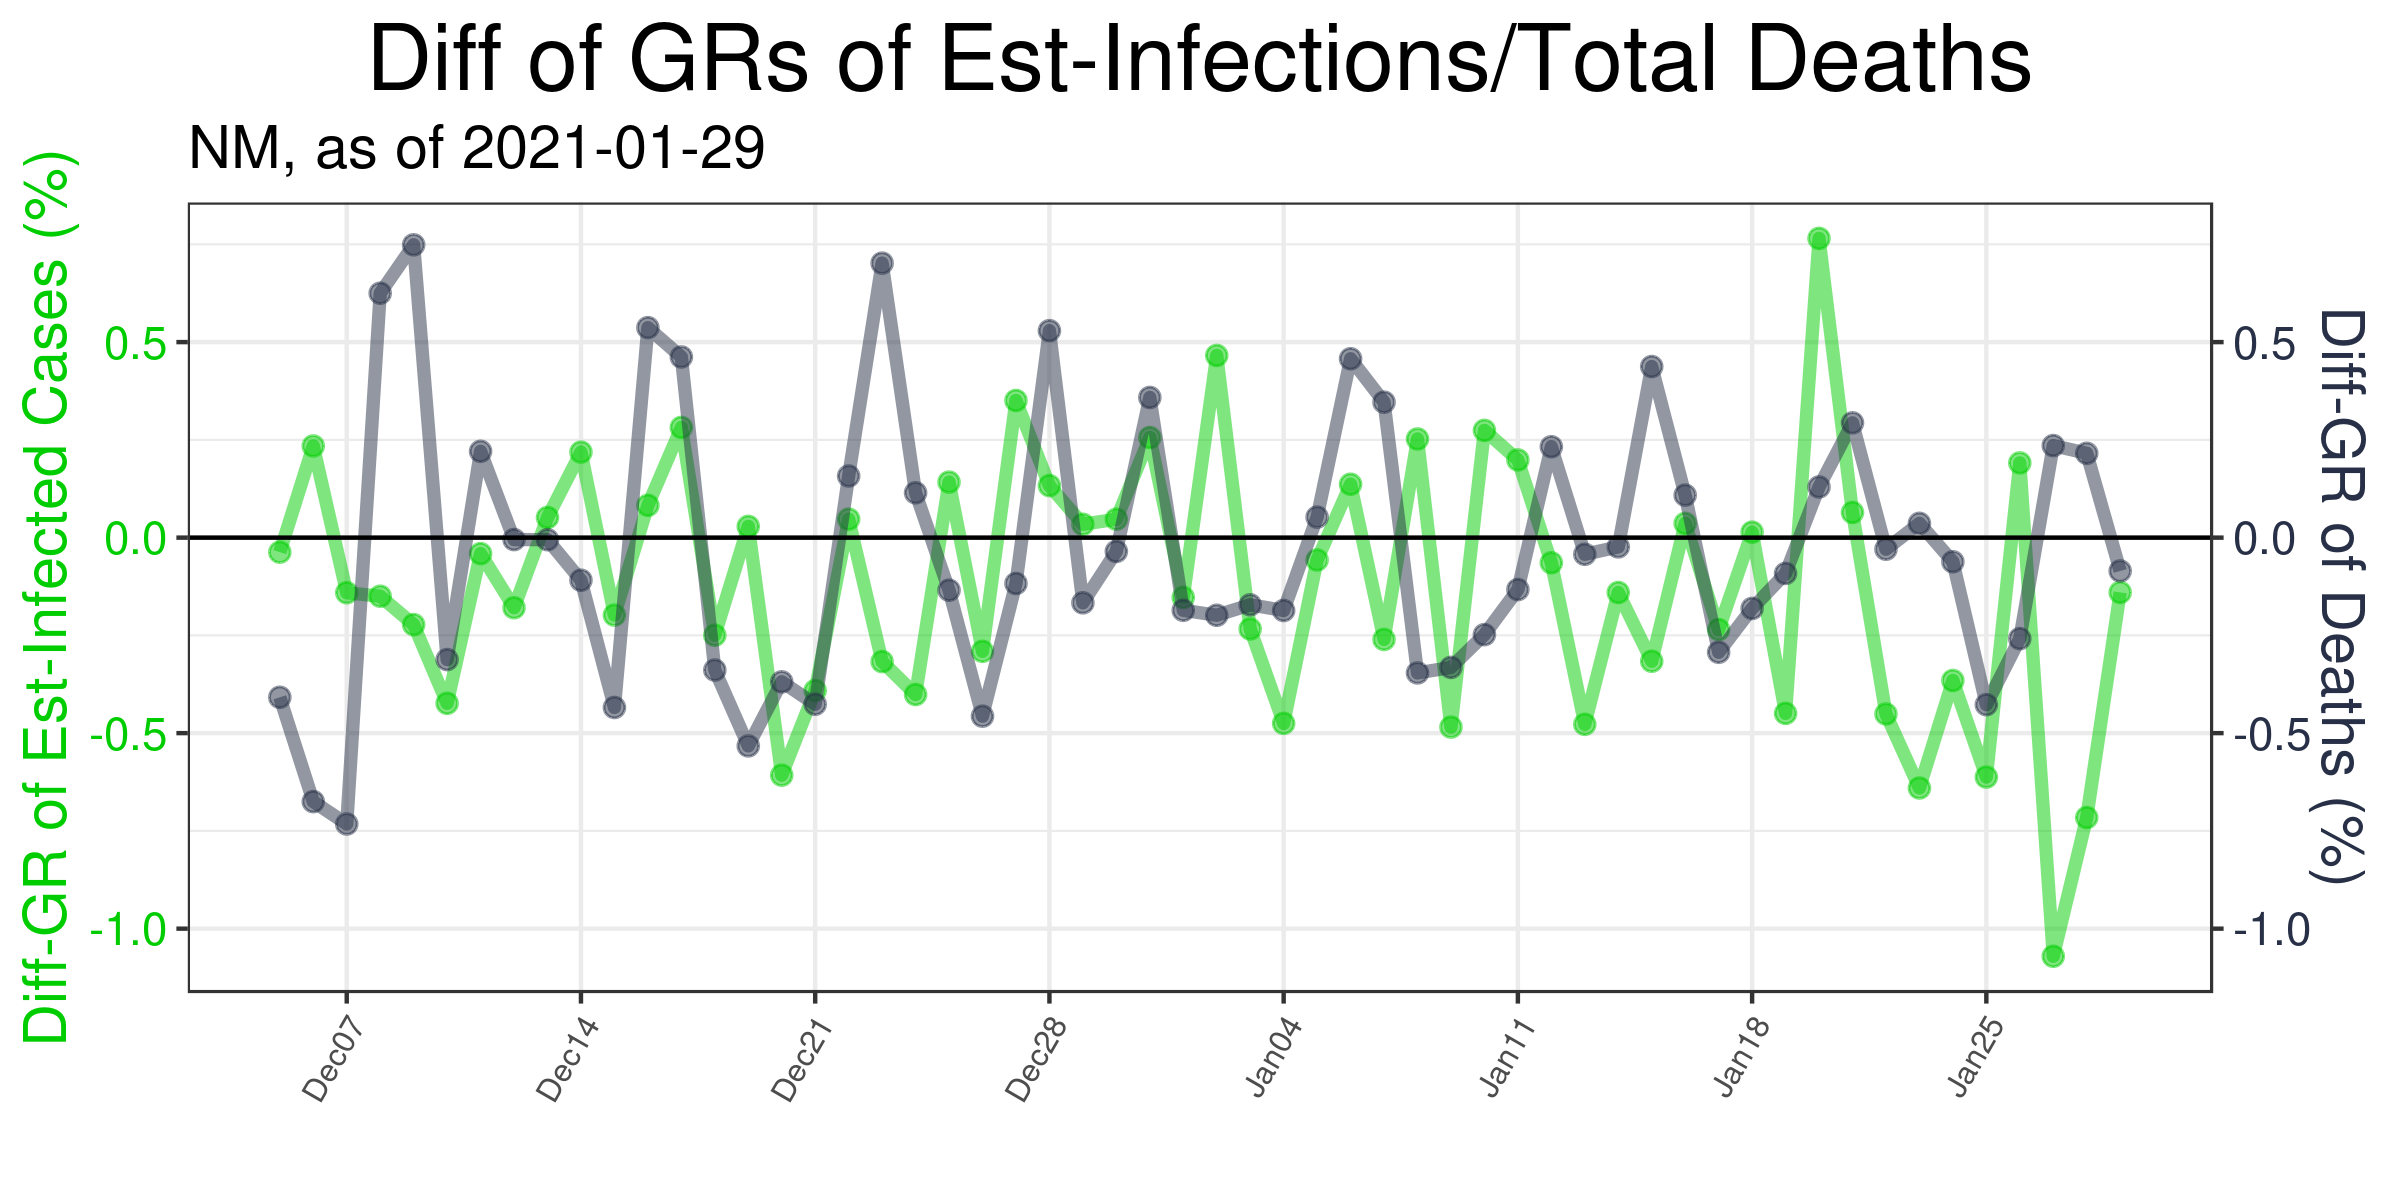 Diff of GRs of Est-Infections/Total Deaths
NM, as of 2021-01-29
Diff-GR of Est-Infected Cases (%)
0.5
0.0
-0.5
-1.0
0.5
0.0
-0.5
-1.0
Diff-GR of Deaths (%)
Dec07
Dec14
Dec21
Dec28
Jan04
Jan11
Jan18
Jan25